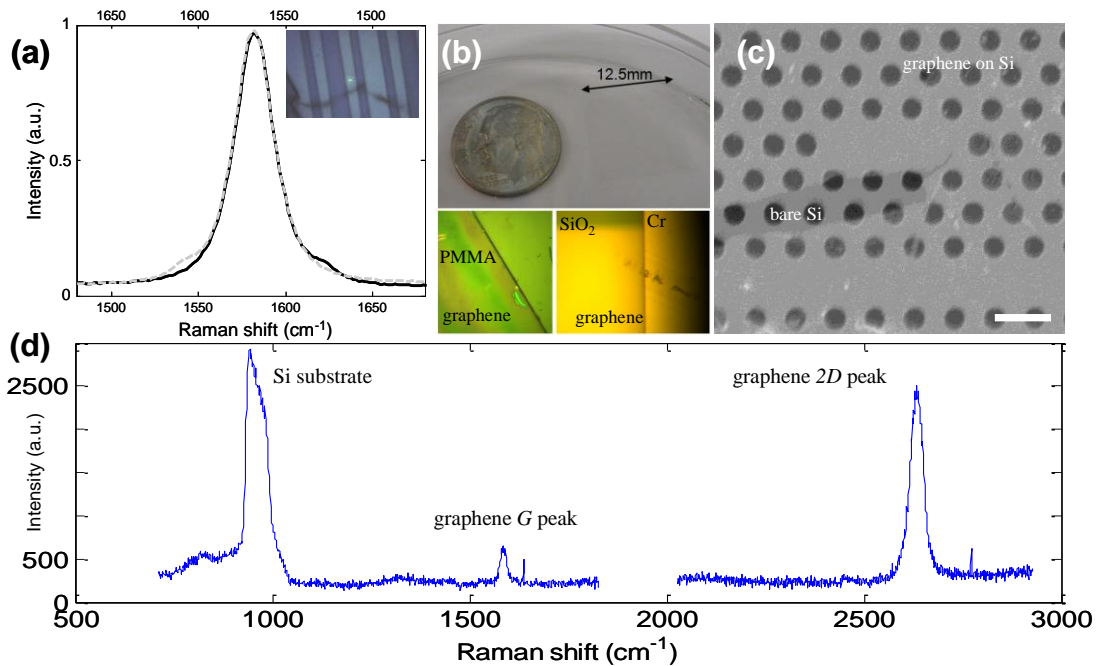 1650 1600 1550 1500
(a)
1
0.5
0
Intensity (a.u.)
1500 1550 1600 1650
Raman shift (cm⁻¹)
(b)
12.5mm
PMMA
graphene
SiO₂
Cr
graphene
(c)
graphene on Si
bare Si
(d)
2500
500
0
Intensity (a.u.)
Si substrate
graphene G peak
graphene 2D peak
500 1000 1500 2000 2500 3000
Raman shift (cm⁻¹)